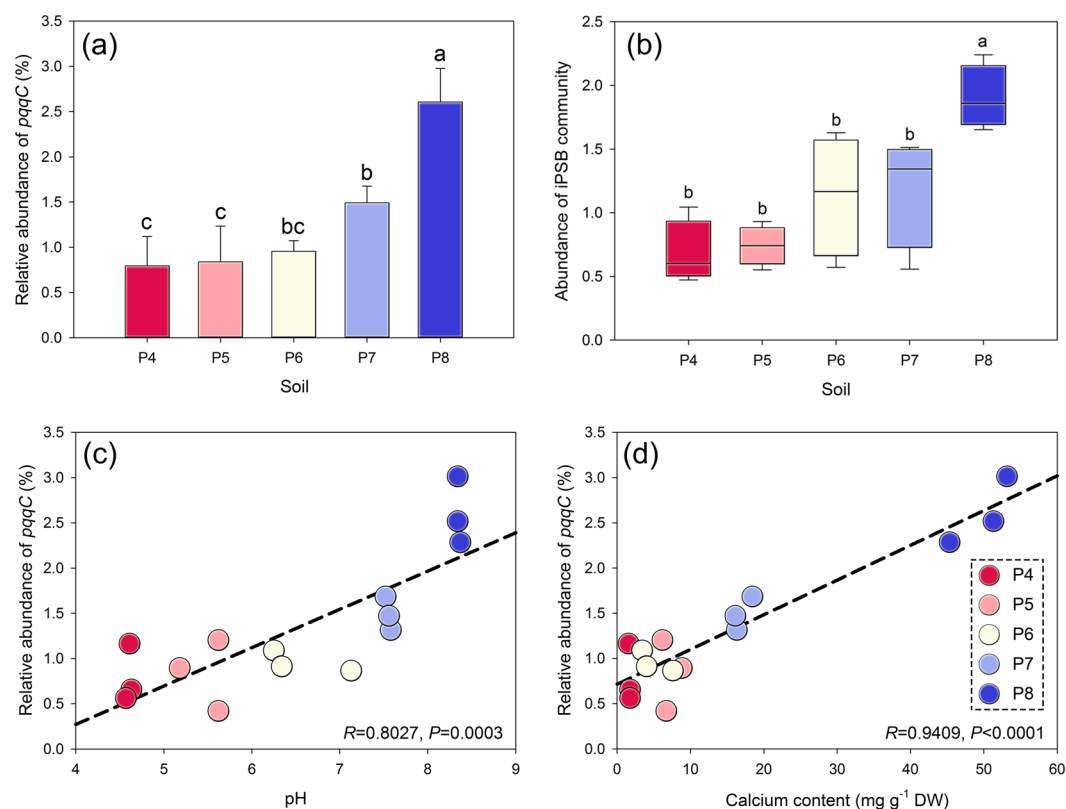 (a)
Relative abundance of pqqC (%)
3.5
3.0
2.5
2.0
1.5
1.0
0.5
0.0
c
c
bc
b
a
P4 P5 P6 P7 P8
Soil
(b)
Abundance of iPSB community
2.5
2.0
1.5
1.0
0.5
0.0
b
b
b
b
a
P4 P5 P6 P7 P8
Soil
(c)
Relative abundance of pqqC (%)
3.5
3.0
2.5
2.0
1.5
1.0
0.5
0.0
R=0.8027, P=0.0003
4 5 6 7 8 9
pH
(d)
Relative abundance of pqqC (%)
3.5
3.0
2.5
2.0
1.5
1.0
0.5
0.0
P4
P5
P6
P7
P8
R=0.9409, P<0.0001
0 10 20 30 40 50 60
Calcium content (mg g⁻¹ DW)